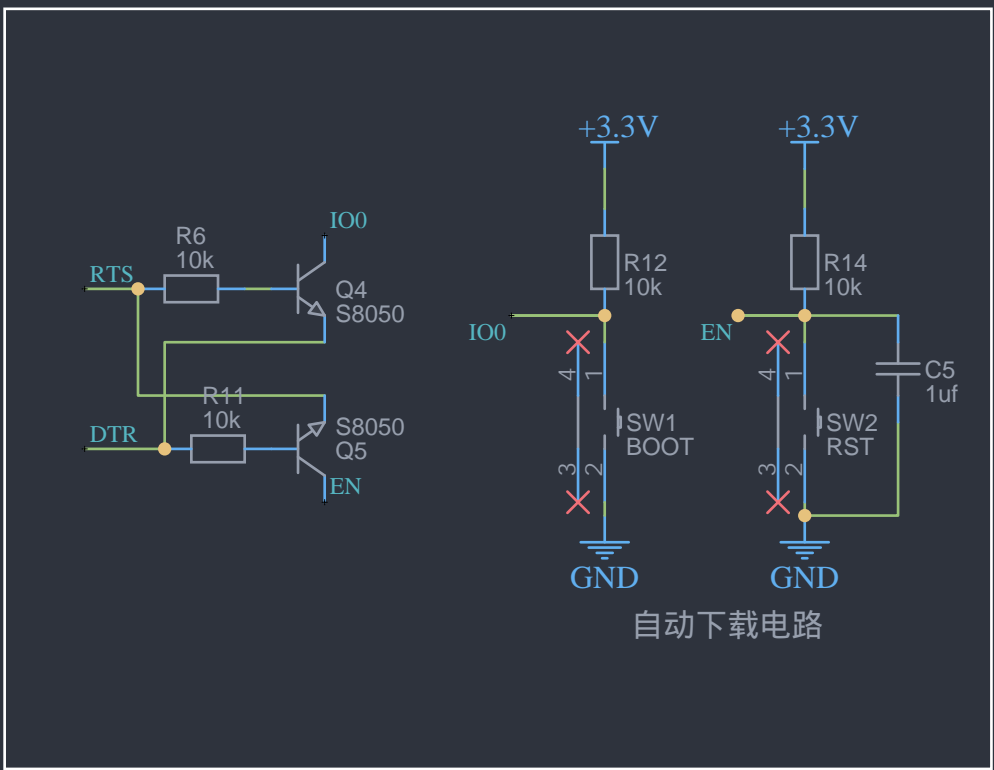 +3.3V
+3.3V
IO0
R6
10k
RTS
Q4
S8050
R12
10k
R14
10k
IO0
EN
4
1
4
1
C5
1uf
R11
10k
DTR
S8050
Q5
SW1
BOOT
SW2
RST
3
2
3
2
EN
GND
GND
自动下载电路